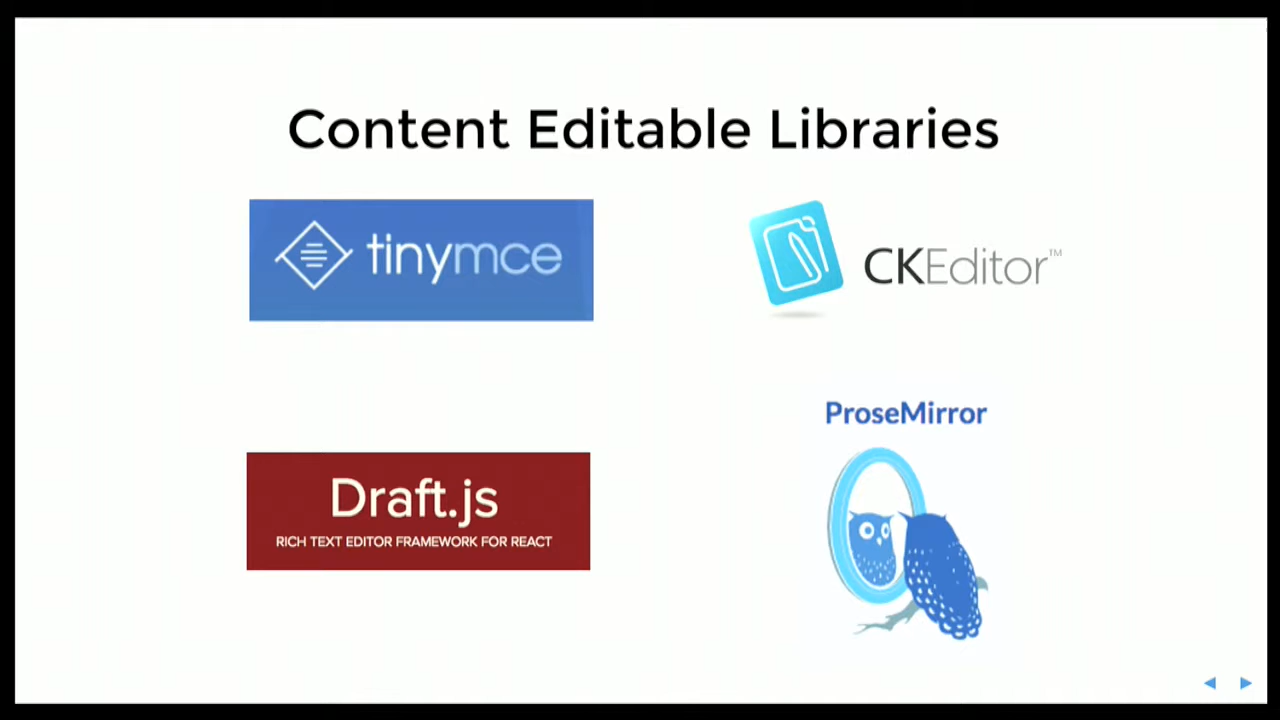 Content Editable Libraries
tinymce
CKEditor™
ProseMirror
Draft.js
RICH TEXT EDITOR FRAMEWORK FOR REACT